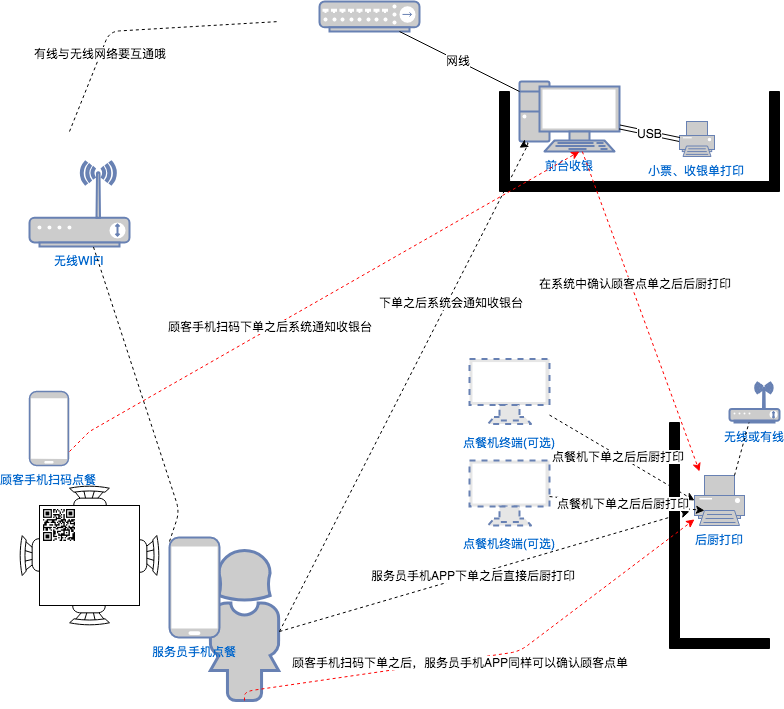 有线与无线网络要互通哦
网线
USB
前台收银
小票、收银单打印
无线WIFI
在系统中确认顾客点单之后后厨打印
下单之后系统会通知收银台
顾客手机扫码下单之后系统通知收银台
无线或有线
点餐机终端(可选)
点餐机下单之后后厨打印
顾客手机扫码点餐
点餐机下单之后后厨打印
后厨打印
点餐机终端(可选)
服务员手机APP下单之后直接后厨打印
服务员手机点餐
顾客手机扫码下单之后，服务员手机APP同样可以确认顾客点单